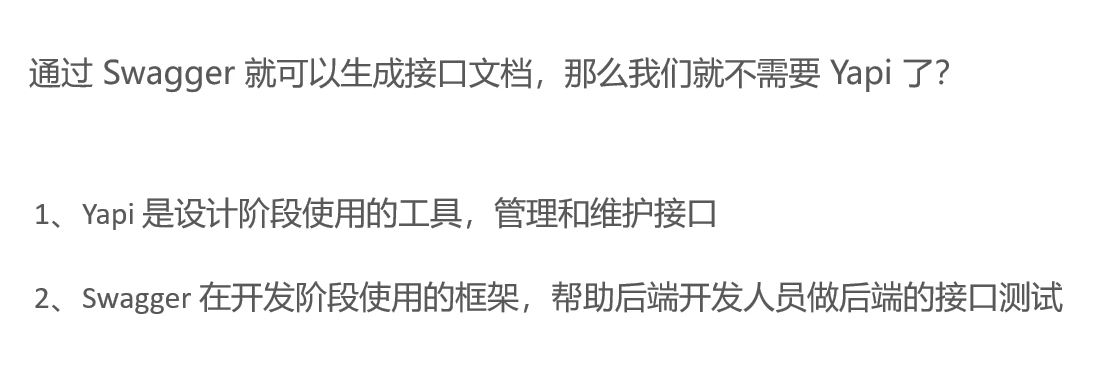 通过 Swagger 就可以生成接口文档，那么我们就不需要 Yapi 了？
1、Yapi 是设计阶段使用的工具，管理和维护接口
2、Swagger 在开发阶段使用的框架，帮助后端开发人员做后端的接口测试